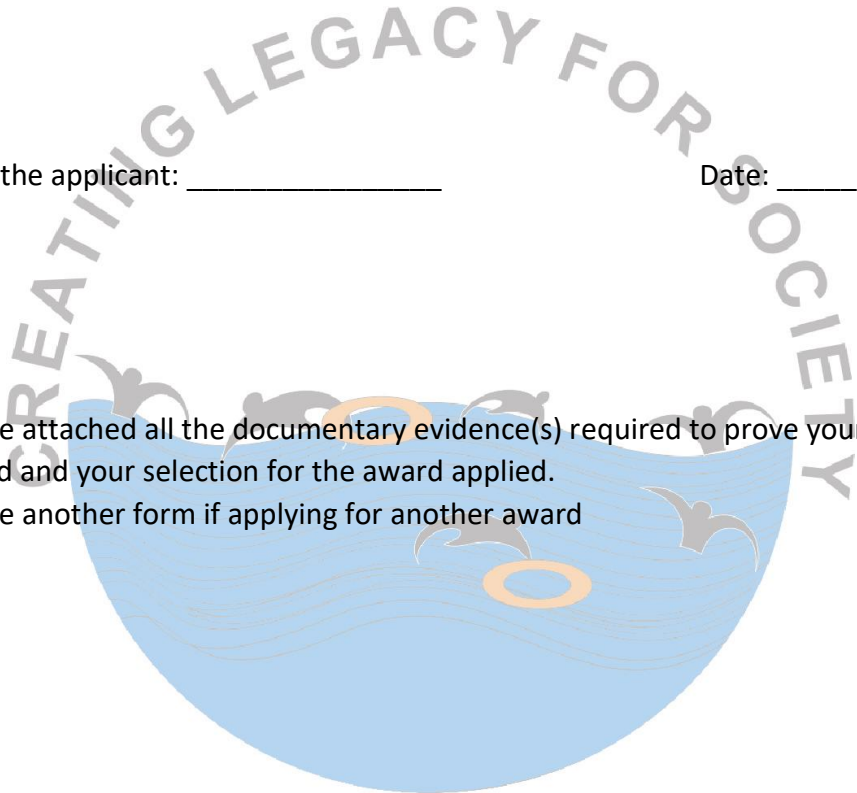 CREATING LEGACY FOR SOCIETY
the applicant: ________________ Date: _____
e attached all the documentary evidence(s) required to prove your
d and your selection for the award applied.
e another form if applying for another award